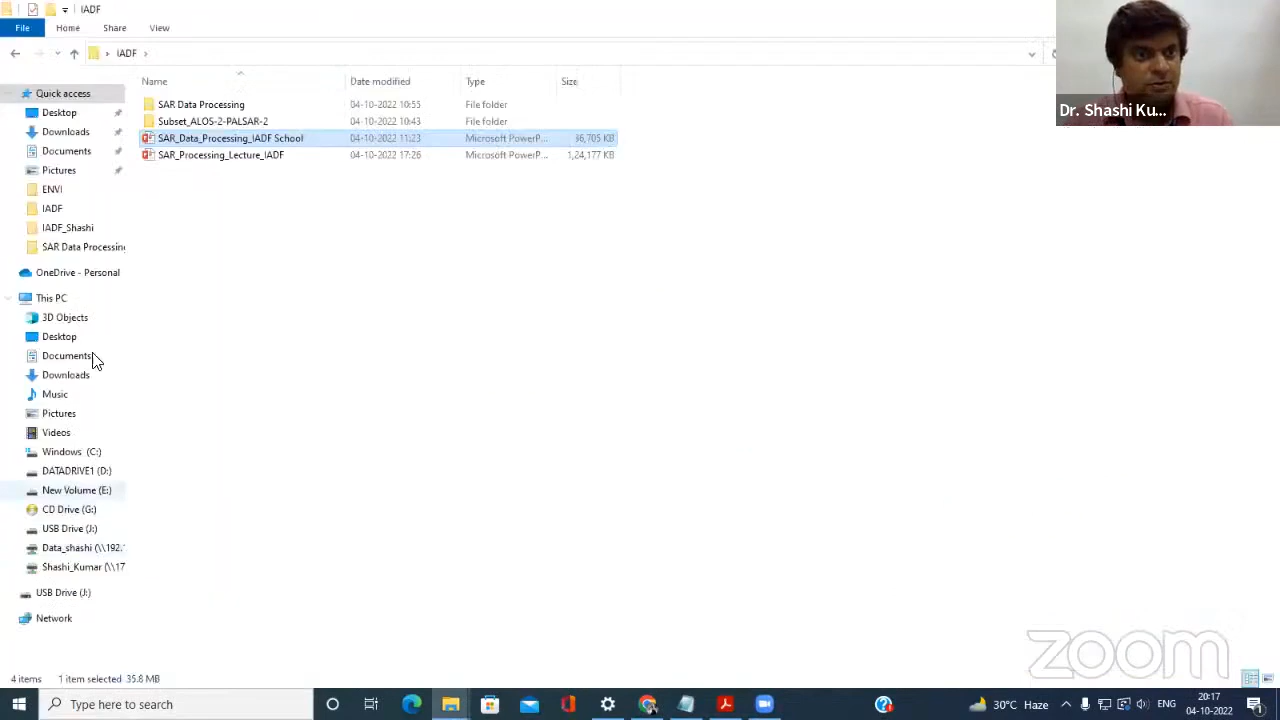 IADF
File Home Share View
IADF
Name Date modified Type Size
Quick access
SAR Data Processing 04-10-2022 10:55 File folder
Desktop
Subset_ALOS-2-PALSAR-2 04-10-2022 10:43 File folder
Downloads
SAR_Data_Processing_IADF School 04-10-2022 11:23 Microsoft PowerP... 36,705 KB
Documents
SAR_Processing_Lecture_IADF 04-10-2022 17:26 Microsoft PowerP... 1,24,177 KB
Pictures
Dr. Shashi Ku...
ENVI
IADF
IADF_Shashi
SAR Data Processing
OneDrive - Personal
This PC
3D Objects
Desktop
Documents
Downloads
Music
Pictures
Videos
Windows (C:)
DATADRIVE1 (D:)
New Volume (E:)
CD Drive (G:)
USB Drive (J:)
Data_shashi (\\192.
Shashi_Kumar (\\17
USB Drive (J:)
Network
zoom
4 items 1 item selected 35.8 MB
Type here to search
30°C Haze
ENG
20:17
04-10-2022